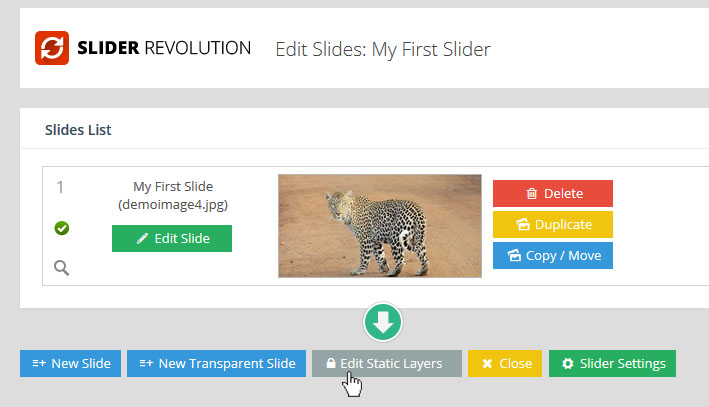 SLIDER REVOLUTION Edit Slides: My First Slider
Slides List
1
My First Slide
(demoimage4.jpg)
Edit Slide
Delete
Duplicate
Copy / Move
New Slide New Transparent Slide Edit Static Layers Close Slider Settings